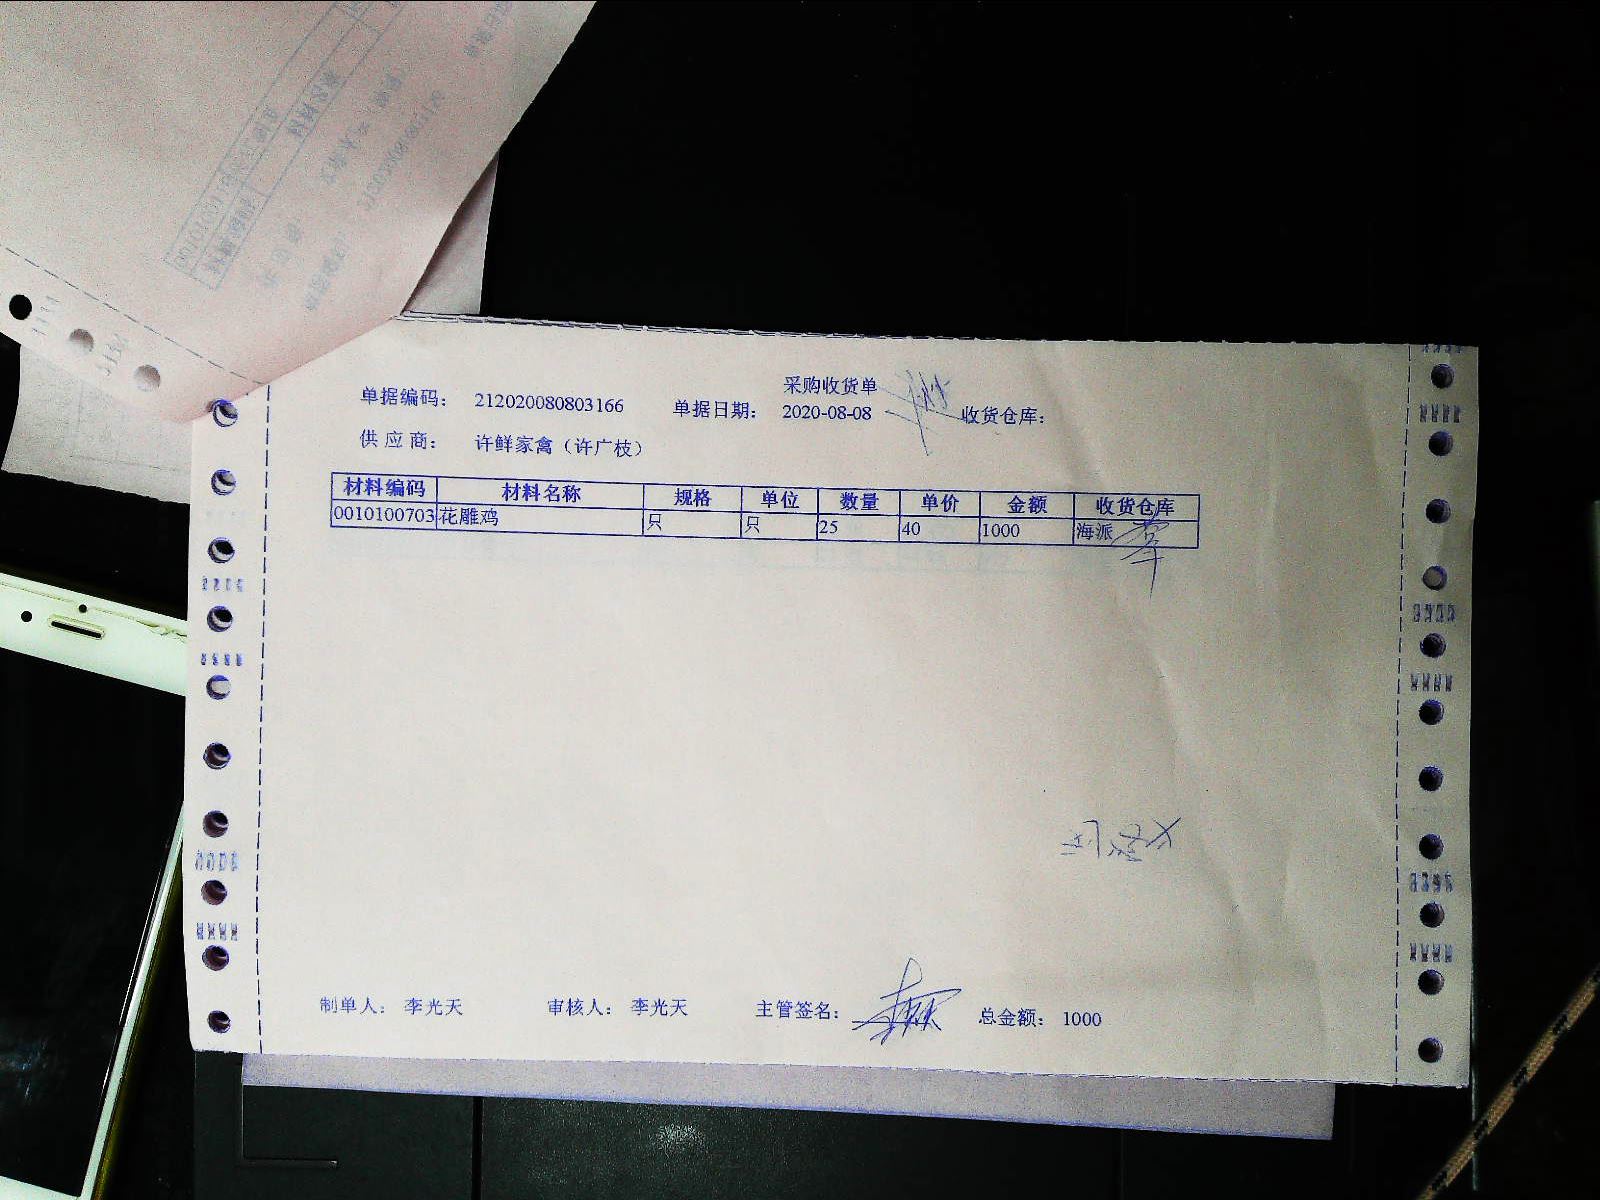 采购收货单
单据编码： 212020080803166 单据日期： 2020-08-08 收货仓库：
供 应 商： 许鲜家禽（许广枝）
材料编码 材料名称 规格 单位 数量 单价 金额 收货仓库
0010100703 花雕鸡 只 只 25 40 1000 海派
制单人： 李光天 审核人： 李光天 主管签名： 总金额： 1000